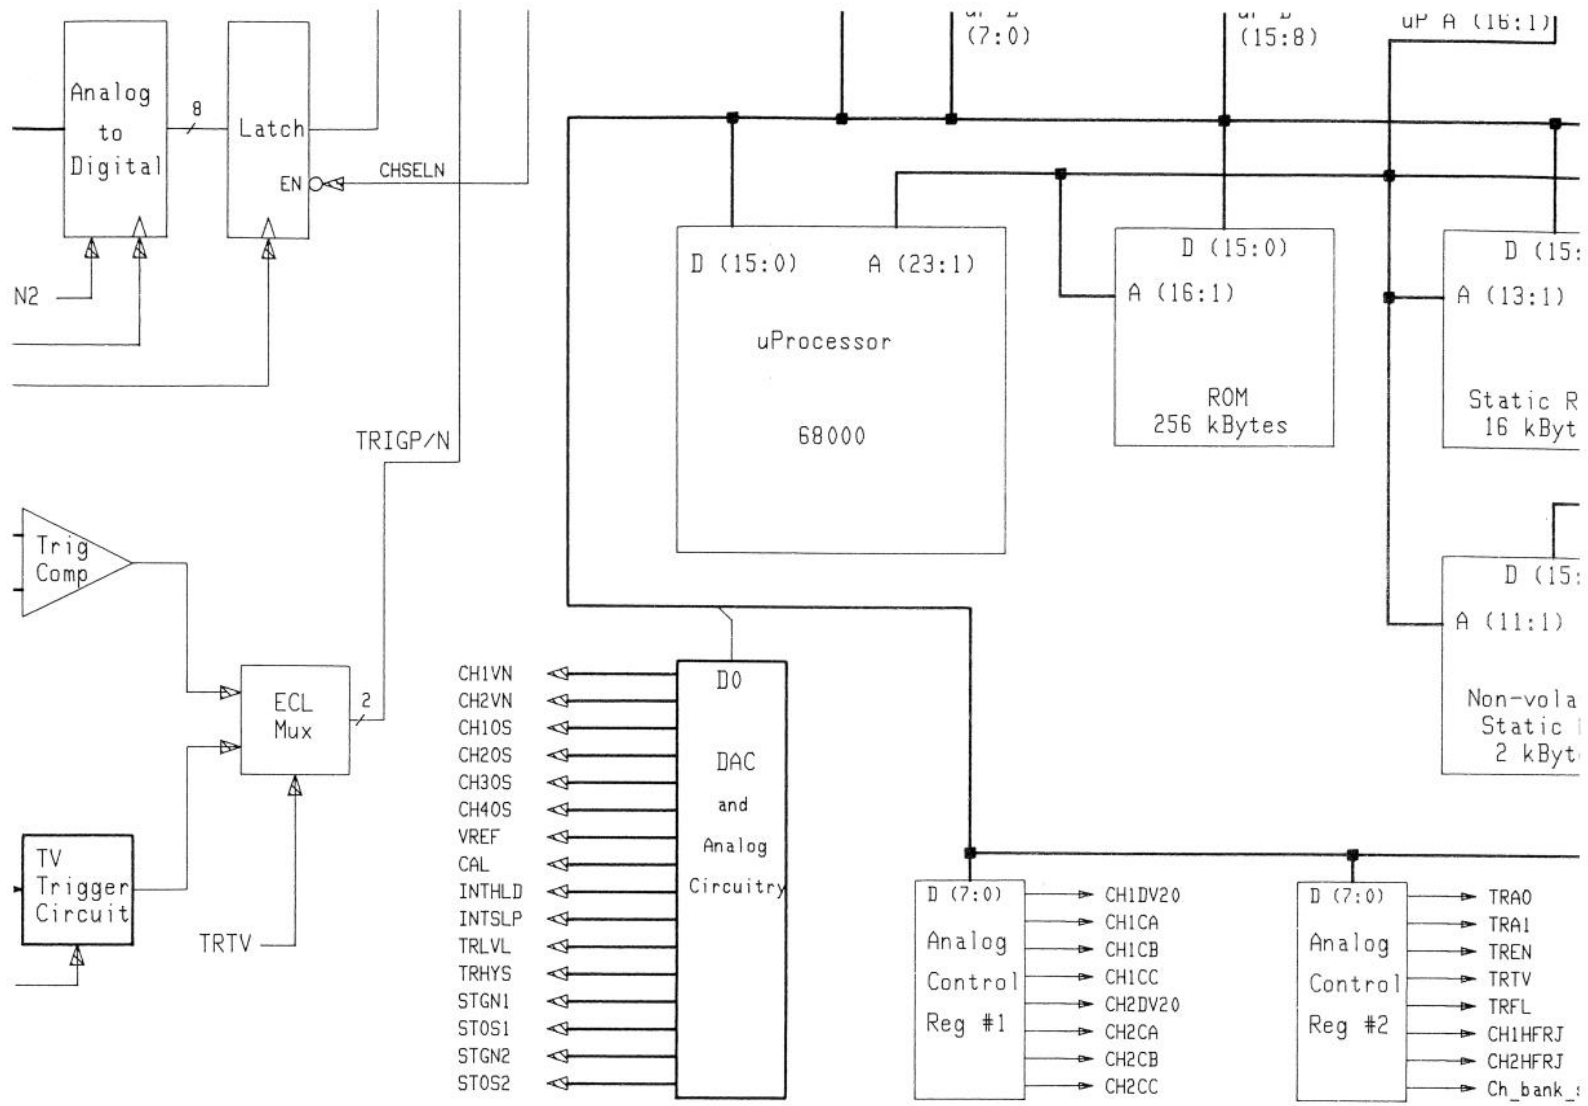 (7:0)
(15:8)
uP A (16:1)
Analog
to
Digital
8
Latch
EN
CHSELN
N2
D (15:0)
A (23:1)
uProcessor
68000
D (15:0)
A (16:1)
ROM
256 kBytes
D (15:
A (13:1)
Static R
16 kByt
TRIGP/N
Trig
Comp
D (15:
A (11:1)
Non-vola
Static
2 kByt
ECL
Mux
2
TV
Trigger
Circuit
TRTV
CH1VN
CH2VN
CH1OS
CH2OS
CH3OS
CH4OS
VREF
CAL
INTHLD
INTSLP
TRLVL
TRHYS
STGN1
STOS1
STGN2
STOS2
D0
DAC
and
Analog
Circuitry
D (7:0)
Analog
Control
Reg #1
CH1DV20
CH1CA
CH1CB
CH1CC
CH2DV20
CH2CA
CH2CB
CH2CC
D (7:0)
Analog
Control
Reg #2
TRA0
TRA1
TREN
TRTV
TRFL
CH1HFRJ
CH2HFRJ
Ch_bank_